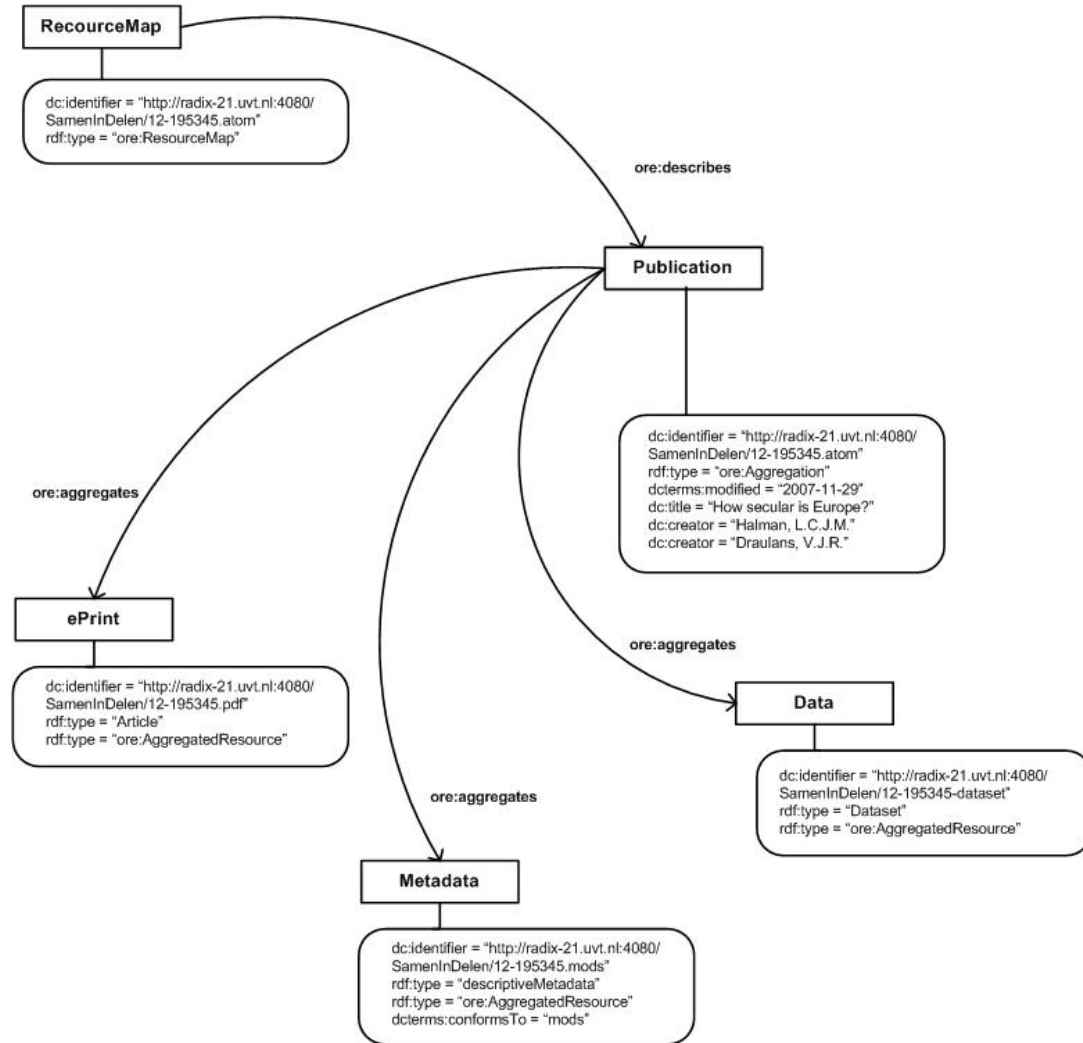 RecourceMap
dc:identifier = “http://radix-21.uvt.nl:4080/
SamenInDelen/12-195345.atom”
rdf:type = “ore:ResourceMap”
ore:describes
Publication
dc:identifier = “http://radix-21.uvt.nl:4080/
SamenInDelen/12-195345.atom”
rdf:type = “ore:Aggregation”
dcterms:modified = “2007-11-29”
dc:title = “How secular is Europe?”
dc:creator = “Halman, L.C.J.M.”
dc:creator = “Draulans, V.J.R.”
ore:aggregates
ePrint
dc:identifier = “http://radix-21.uvt.nl:4080/
SamenInDelen/12-195345.pdf”
rdf:type = “Article”
rdf:type = “ore:AggregatedResource”
ore:aggregates
Data
dc:identifier = “http://radix-21.uvt.nl:4080/
SamenInDelen/12-195345-dataset”
rdf:type = “Dataset”
rdf:type = “ore:AggregatedResource”
ore:aggregates
Metadata
dc:identifier = “http://radix-21.uvt.nl:4080/
SamenInDelen/12-195345.mods”
rdf:type = “descriptiveMetadata”
rdf:type = “ore:AggregatedResource”
dcterms:conformsTo = “mods”